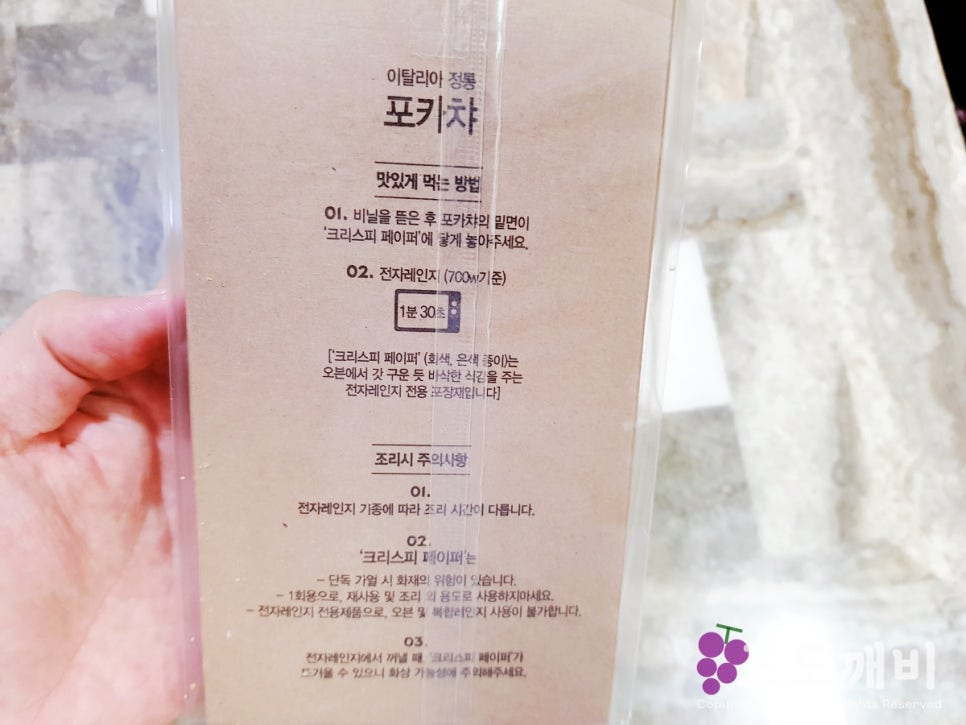 이탈리아 정통
포카챠
맛있게 먹는 방법
01. 비닐을 뜯은 후 포카챠의 밑면이
'크리스피 페이퍼'에 닿게 놓아주세요.
02. 전자레인지 (700w기준)
1분 30초
['크리스피 페이퍼' (회색, 은색 종이)는
오븐에서 갓 구운 듯 바삭한 식감을 주는
전자레인지 전용 포장재입니다]
조리시 주의사항
01.
전자레인지 기종에 따라 조리 시간이 다릅니다.
02.
'크리스피 페이퍼'는
- 단독 가열 시 화재의 위험이 있습니다.
- 1회용으로, 재사용 및 조리 외 용도로 사용하지마세요.
- 전자레인지 전용제품으로, 오븐 및 복합레인지 사용이 불가합니다.
03.
전자레인지에서 꺼낼 때, '크리스피 페이퍼'가
뜨거울 수 있으니 화상 가능성에 주의해주세요.
깨비
Rights Reserved